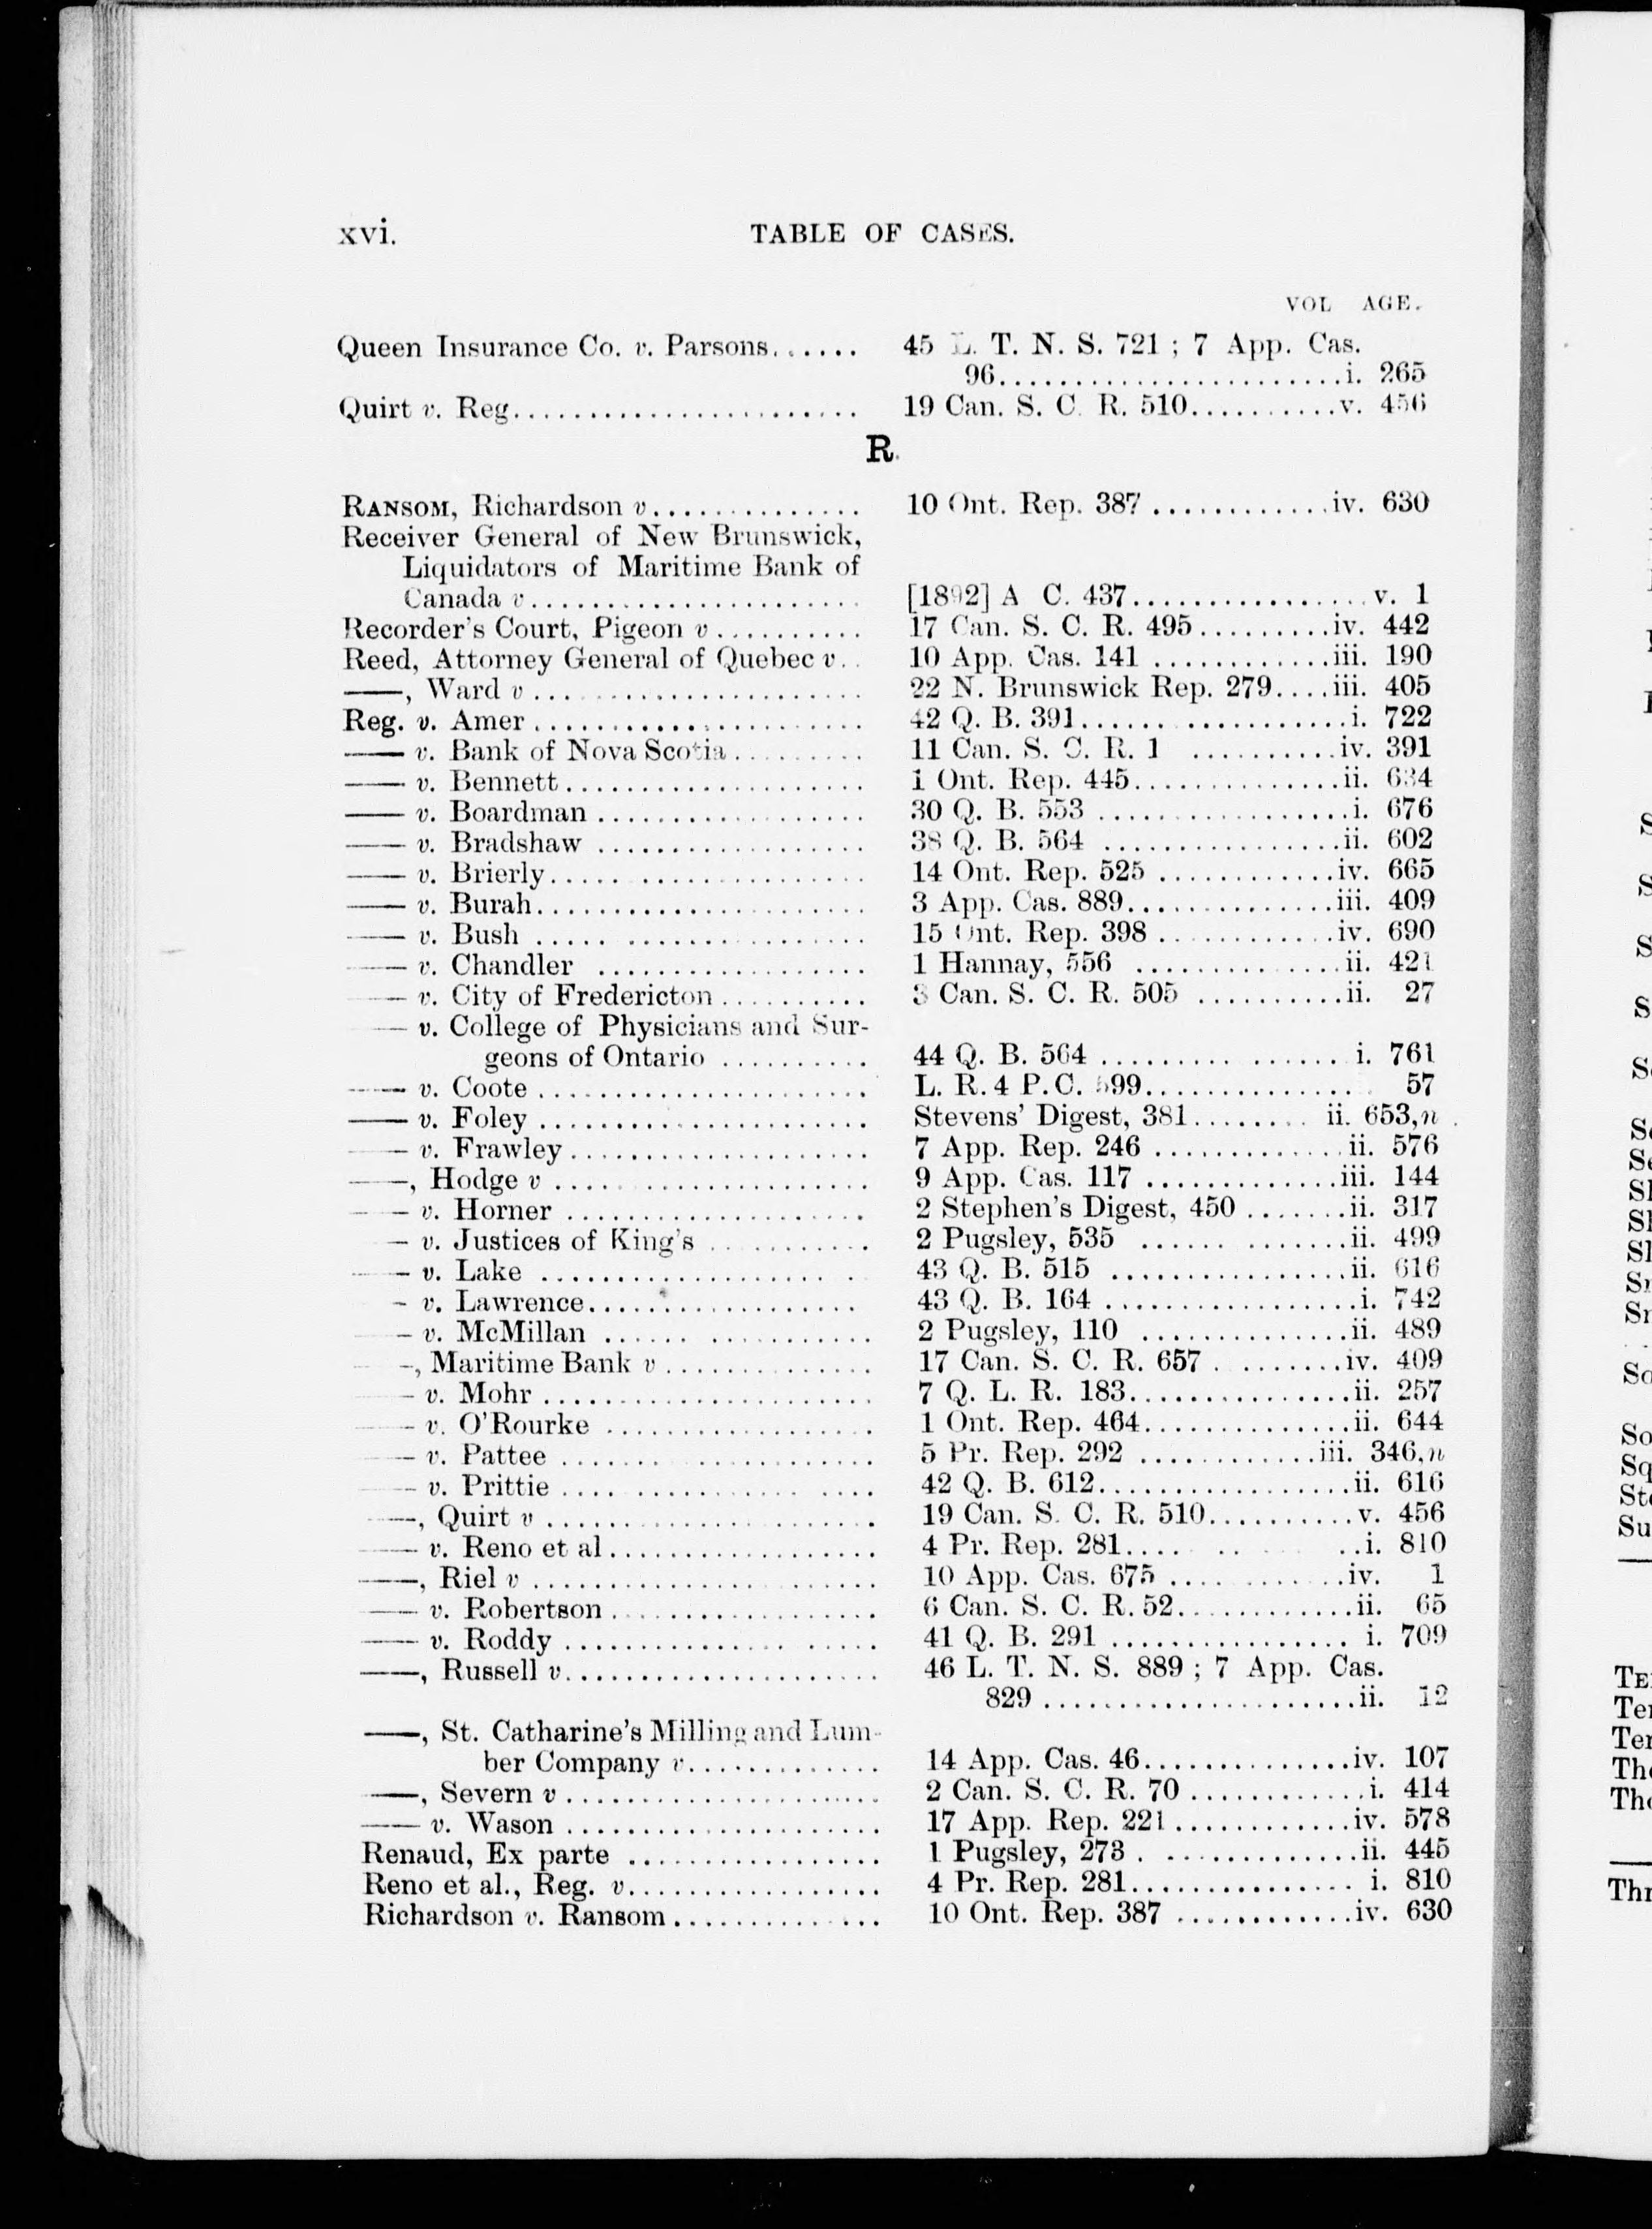 xvi. TABLE OF CASES.
VOL AGE.
Queen Insurance Co. v. Parsons...... 45 L. T. N. S. 721 ; 7 App. Cas.
96........................i. 265
Quirt v. Reg....................... 19 Can. S. C. R. 510..........v. 456
R.
RANSOM, Richardson v.............. 10 Ont. Rep. 387 ............iv. 630
Receiver General of New Brunswick,
Liquidators of Maritime Bank of
Canada v...................... [1892] A C. 437................v. 1
Recorder's Court, Pigeon v.......... 17 Can. S. C. R. 495.........iv. 442
Reed, Attorney General of Quebec v.. 10 App. Cas. 141 ............iii. 190
——, Ward v...................... 22 N. Brunswick Rep. 279....iii. 405
Reg. v. Amer...................... 42 Q. B. 391..................i. 722
—— v. Bank of Nova Scotia......... 11 Can. S. C. R. 1 ..........iv. 391
—— v. Bennett.................... 1 Ont. Rep. 445..............ii. 634
—— v. Boardman .................. 30 Q. B. 553 .................i. 676
—— v. Bradshaw .................. 38 Q. B. 564 ................ii. 602
—— v. Brierly..................... 14 Ont. Rep. 525 ............iv. 665
—— v. Burah...................... 3 App. Cas. 889..............iii. 409
—— v. Bush ...................... 15 Ont. Rep. 398 ............iv. 690
—— v. Chandler .................. 1 Hannay, 556 ..............ii. 421
—— v. City of Fredericton.......... 3 Can. S. C. R. 505 ..........ii. 27
—— v. College of Physicians and Sur-
geons of Ontario .......... 44 Q. B. 564 .................i. 761
—— v. Coote...................... L. R. 4 P.C. 599.............. 57
—— v. Foley...................... Stevens' Digest, 381........ ii. 653,n
—— v. Frawley.................... 7 App. Rep. 246 .............ii. 576
——, Hodge v ..................... 9 App. Cas. 117 .............iii. 144
—— v. Horner .................... 2 Stephen's Digest, 450.......ii. 317
— v. Justices of King's ........... 2 Pugsley, 535 .............ii. 499
—— v. Lake ...................... 43 Q. B. 515 ................ii. 616
- v. Lawrence.................. 43 Q. B. 164 .................i. 742
— v. McMillan .................. 2 Pugsley, 110 ..............ii. 489
—, Maritime Bank v.............. 17 Can. S. C. R. 657 .........iv. 409
—— v. Mohr ...................... 7 Q. L. R. 183...............ii. 257
—— v. O'Rourke .................. 1 Ont. Rep. 464..............ii. 644
—— v. Pattee ..................... 5 Pr. Rep. 292 ............iii. 346,n
—— v. Prittie ..................... 42 Q. B. 612.................ii. 616
——, Quirt v ...................... 19 Can. S. C. R. 510..........v. 456
—— v. Reno et al.................. 4 Pr. Rep. 281.... .. ..i. 810
——, Riel v ....................... 10 App. Cas. 675 ............iv. 1
—— v. Robertson.................. 6 Can. S. C. R. 52............ii. 65
—— v. Roddy ..................... 41 Q. B. 291 ................ i. 709
——, Russell v..................... 46 L. T. N. S. 889 ; 7 App. Cas.
829 .....................ii. 12
——, St. Catharine's Milling and Lum-
ber Company v............. 14 App. Cas. 46..............iv. 107
——, Severn v ..................... 2 Can. S. C. R. 70 ............i. 414
—— v. Wason ..................... 17 App. Rep. 221............iv. 578
Renaud, Ex parte ................. 1 Pugsley, 273. .............ii. 445
Reno et al., Reg. v................. 4 Pr. Rep. 281............... i. 810
Richardson v. Ransom.............. 10 Ont. Rep. 387 ............iv. 630